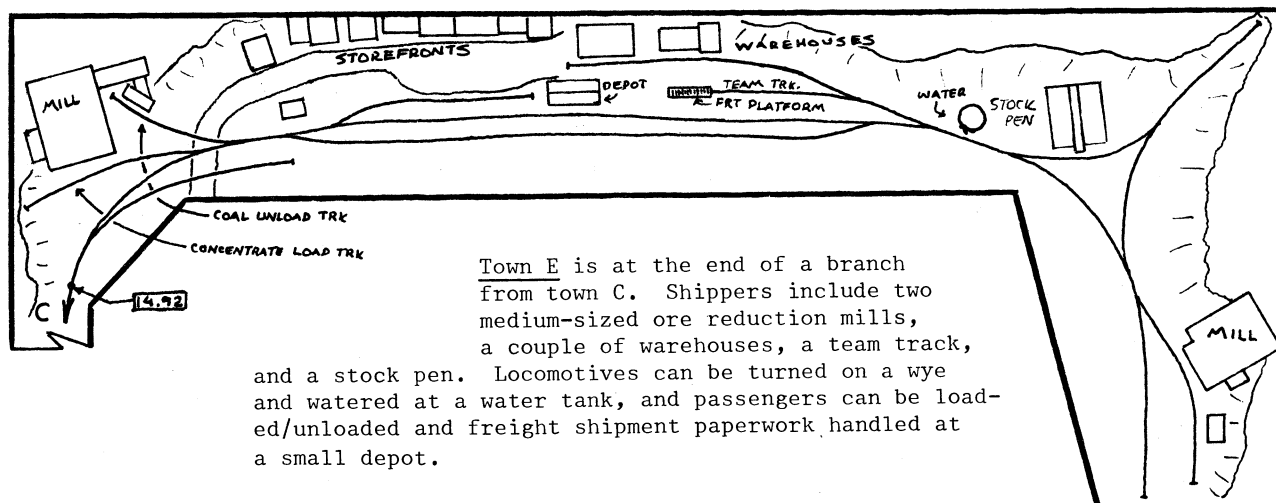 STOREFRONTS
WAREHOUSES
MILL
DEPOT
TEAM TRK.
FRT PLATFORM
WATER
STOCK
PEN
COAL UNLOAD TRK
CONCENTRATE LOAD TRK
C
14.92
MILL
Town E is at the end of a branch
from town C. Shippers include two
medium-sized ore reduction mills,
a couple of warehouses, a team track,
and a stock pen. Locomotives can be turned on a wye
and watered at a water tank, and passengers can be load-
ed/unloaded and freight shipment paperwork handled at
a small depot.